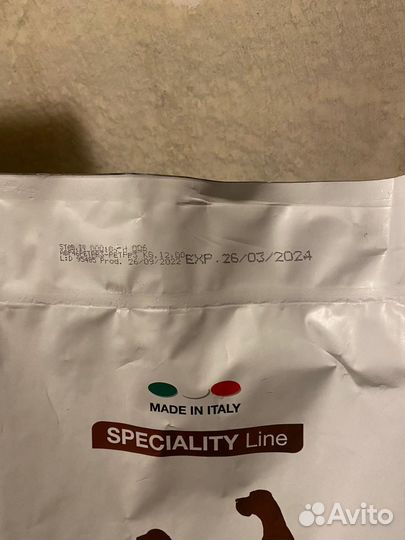 Prod. 26/09/2022 EXP. 26/03/2024
MADE IN ITALY
SPECIALITY Line
Avito